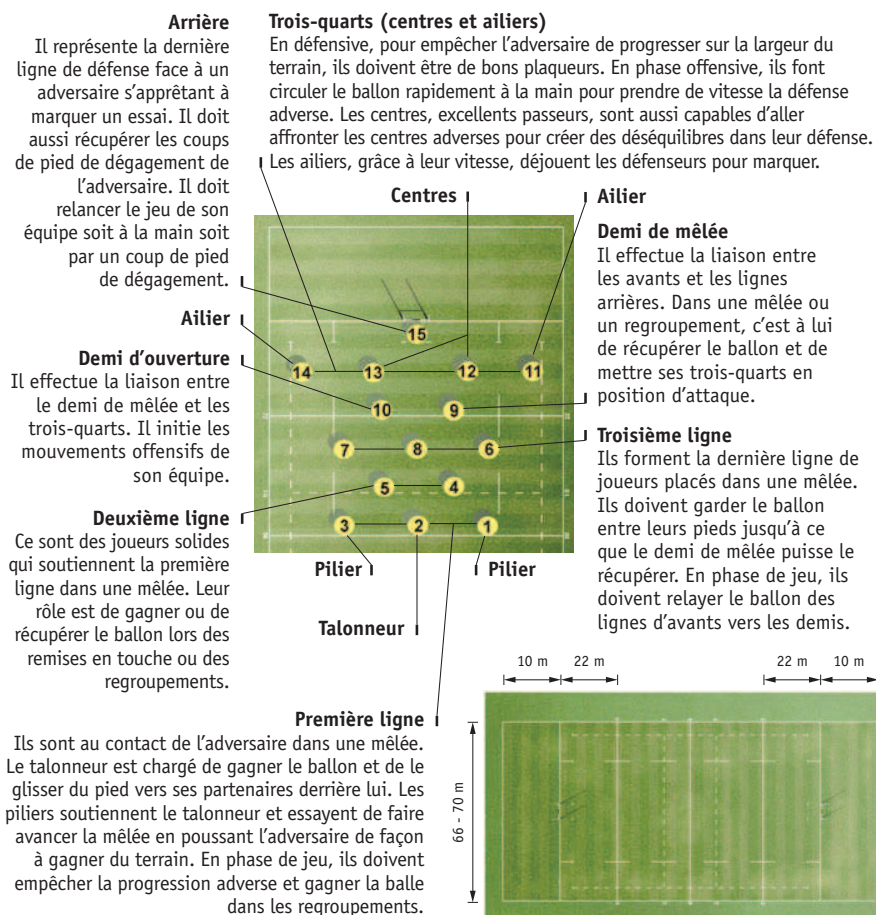 Arrière
Il représente la dernière
ligne de défense face à un
adversaire s’apprêtant à
marquer un essai. Il doit
aussi récupérer les coups
de pied de dégagement de
l’adversaire. Il doit
relancer le jeu de son
équipe soit à la main soit
par un coup de pied
de dégagement.
Trois-quarts (centres et ailiers)
En défensive, pour empêcher l’adversaire de progresser sur la largeur du
terrain, ils doivent être de bons plaqueurs. En phase offensive, ils font
circuler le ballon rapidement à la main pour prendre de vitesse la défense
adverse. Les centres, excellents passeurs, sont aussi capables d’aller
affronter les centres adverses pour créer des déséquilibres dans leur défense.
Les ailiers, grâce à leur vitesse, déjouent les défenseurs pour marquer.
Centres
Ailier
Demi de mêlée
Il effectue la liaison entre
les avants et les lignes
arrières. Dans une mêlée ou
un regroupement, c’est à lui
de récupérer le ballon et de
mettre ses trois-quarts en
position d’attaque.
Ailier
Demi d’ouverture
Il effectue la liaison entre
le demi de mêlée et les
trois-quarts. Il initie les
mouvements offensifs de
son équipe.
15
14 13 12 11
10 9
7 8 6
5 4
3 2 1
Troisième ligne
Ils forment la dernière ligne de
joueurs placés dans une mêlée.
Ils doivent garder le ballon
entre leurs pieds jusqu’à ce
que le demi de mêlée puisse le
récupérer. En phase de jeu, ils
doivent relayer le ballon des
lignes d’avants vers les demis.
Deuxième ligne
Ce sont des joueurs solides
qui soutiennent la première
ligne dans une mêlée. Leur
rôle est de gagner ou de
récupérer le ballon lors des
remises en touche ou des
regroupements.
Pilier
Pilier
Talonneur
Première ligne
Ils sont au contact de l’adversaire dans une mêlée.
Le talonneur est chargé de gagner le ballon et de le
glisser du pied vers ses partenaires derrière lui. Les
piliers soutiennent le talonneur et essayent de faire
avancer la mêlée en poussant l’adversaire de façon
à gagner du terrain. En phase de jeu, ils doivent
empêcher la progression adverse et gagner la balle
dans les regroupements.
10 m 22 m 22 m 10 m
66 - 70 m